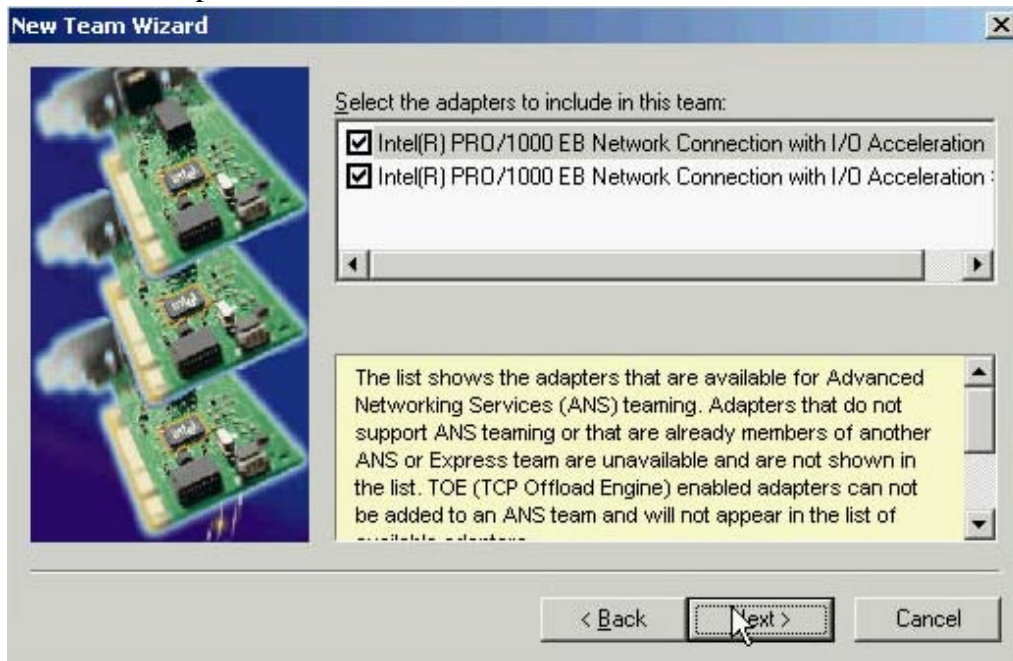 New Team Wizard
Select the adapters to include in this team:
Intel(R) PRO/1000 EB Network Connection with I/O Acceleration
Intel(R) PRO/1000 EB Network Connection with I/O Acceleration
The list shows the adapters that are available for Advanced
Networking Services (ANS) teaming. Adapters that do not
support ANS teaming or that are already members of another
ANS or Express team are unavailable and are not shown in
the list. TOE (TCP Offload Engine) enabled adapters can not
be added to an ANS team and will not appear in the list of
available adapters
< Back
Next >
Cancel